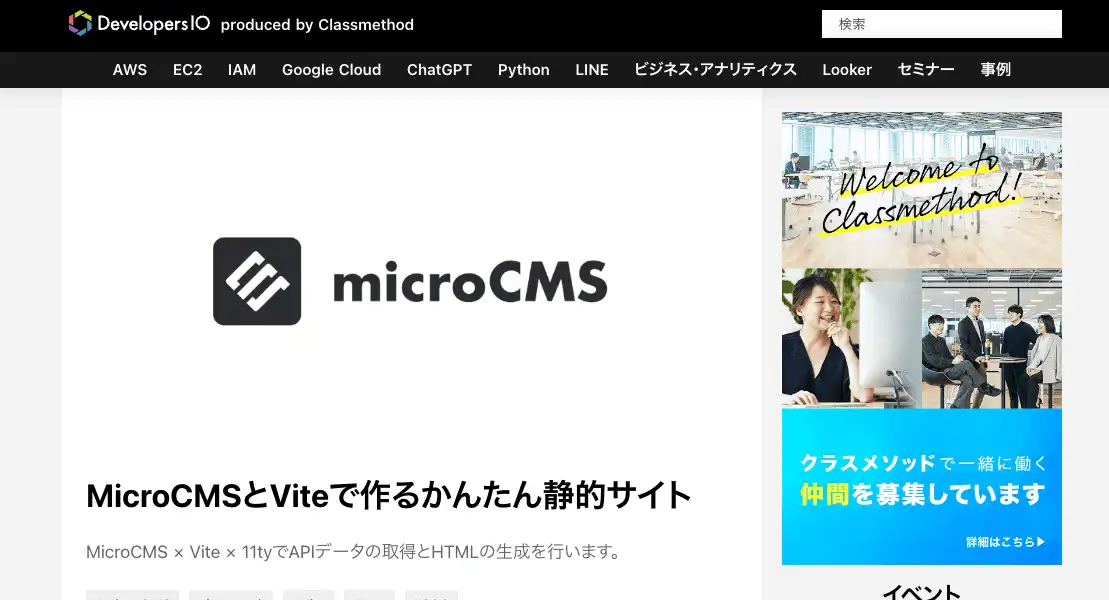 DevelopersIO produced by Classmethod
検索
AWS EC2 IAM Google Cloud ChatGPT Python LINE ビジネス・アナリティクス Looker セミナー 事例
microCMS
MicroCMSとViteで作るかんたん静的サイト
MicroCMS × Vite × 11tyでAPIデータの取得とHTMLの生成を行います。
Welcome to
Classmethod!
クラスメソッドで一緒に働く
仲間を募集しています
詳細はこちら▶
イベント